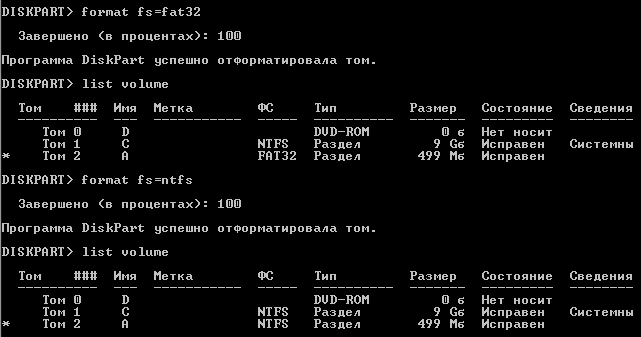 DISKPART> format fs=fat32
Завершено (в процентах): 100
Программа DiskPart успешно отформатировала том.
DISKPART> list volume
Том ### Имя Метка ФС Тип Размер Состояние Сведения
Том 0 D DVD-ROM 0 б Нет носит
Том 1 C NTFS Раздел 9 Gб Исправен Системны
* Том 2 A FAT32 Раздел 499 Mб Исправен
DISKPART> format fs=ntfs
Завершено (в процентах): 100
Программа DiskPart успешно отформатировала том.
DISKPART> list volume
Том ### Имя Метка ФС Тип Размер Состояние Сведения
Том 0 D DVD-ROM 0 б Нет носит
Том 1 C NTFS Раздел 9 Gб Исправен Системны
* Том 2 A NTFS Раздел 499 Mб Исправен